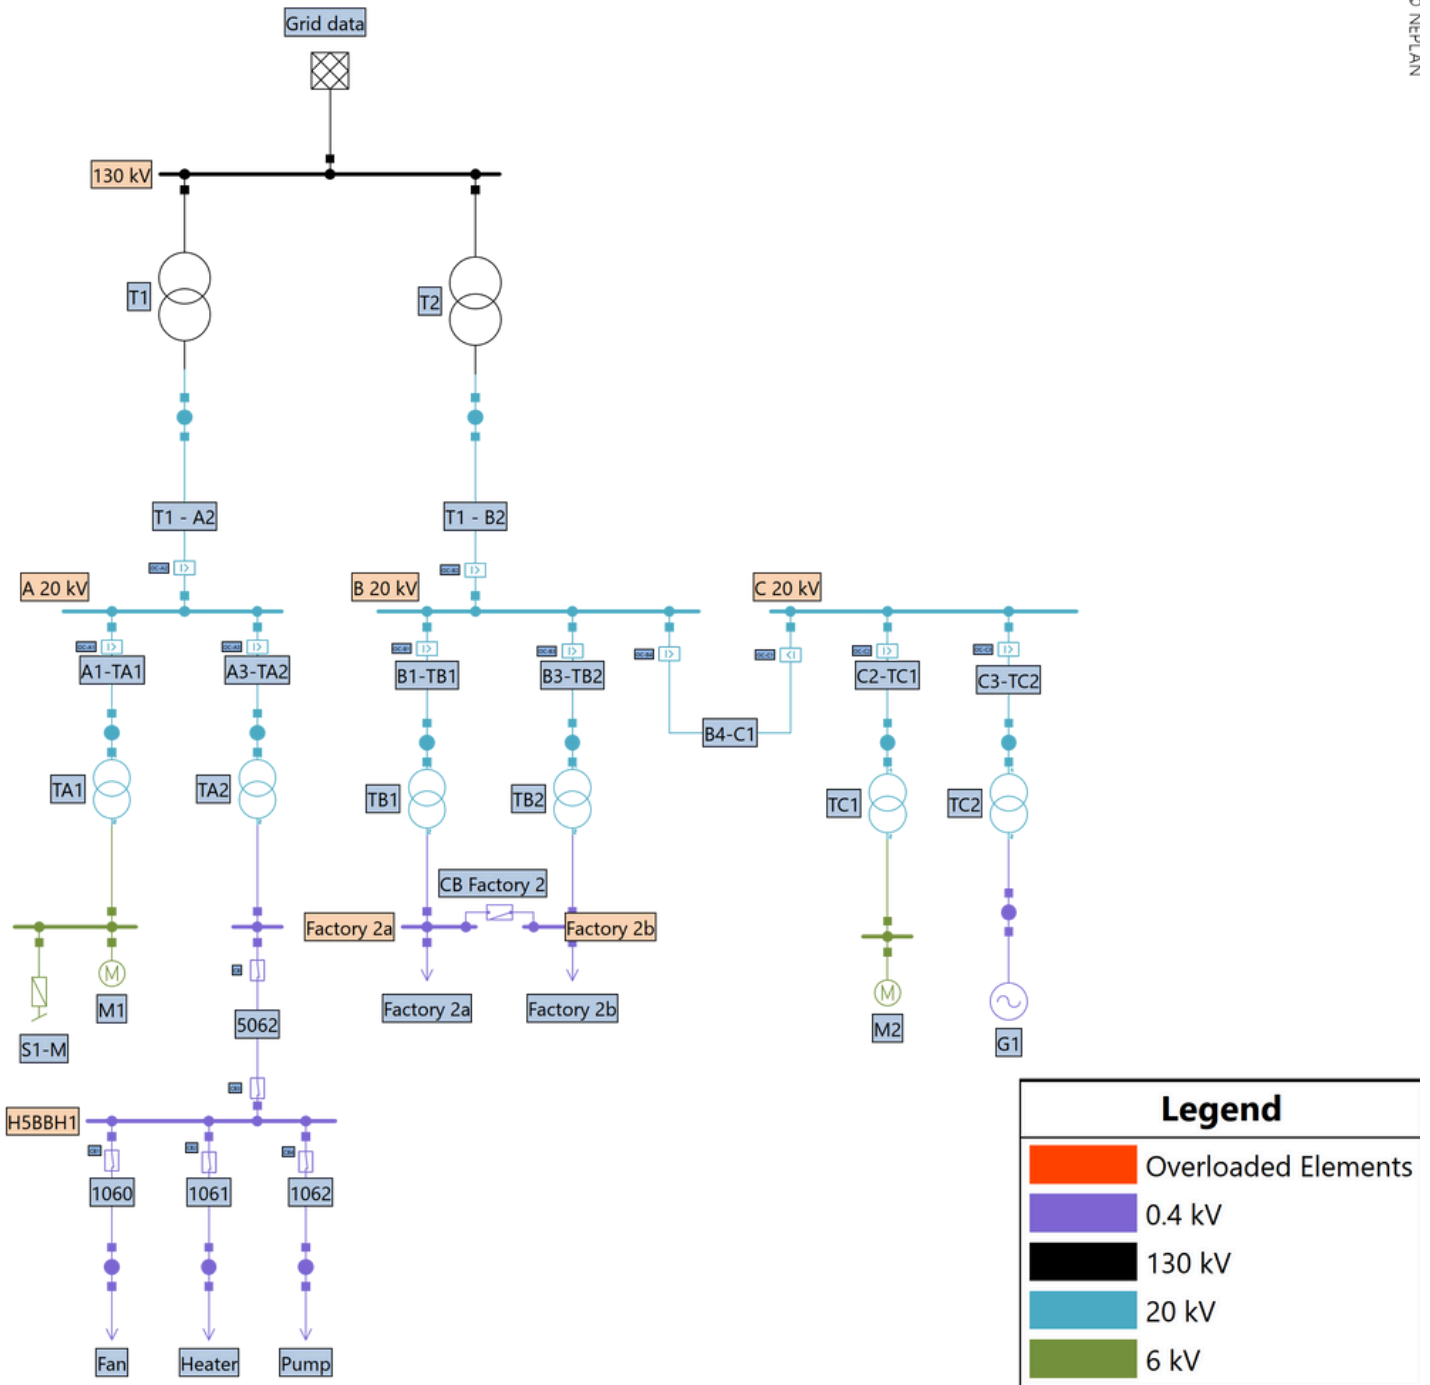 Grid data
NEPLAN
130 kV
T1
T2
T1 - A2
T1 - B2
A 20 kV
B 20 kV
C 20 kV
A1-TA1
A3-TA2
B1-TB1
B3-TB2
C2-TC1
C3-TC2
B4-C1
TA1
TA2
TB1
TB2
TC1
TC2
CB Factory 2
Factory 2a
Factory 2b
M
M1
S1-M
5062
Factory 2a
Factory 2b
M
M2
G1
H5BBH1
1060
1061
1062
Fan
Heater
Pump
Legend
Overloaded Elements
0.4 kV
130 kV
20 kV
6 kV